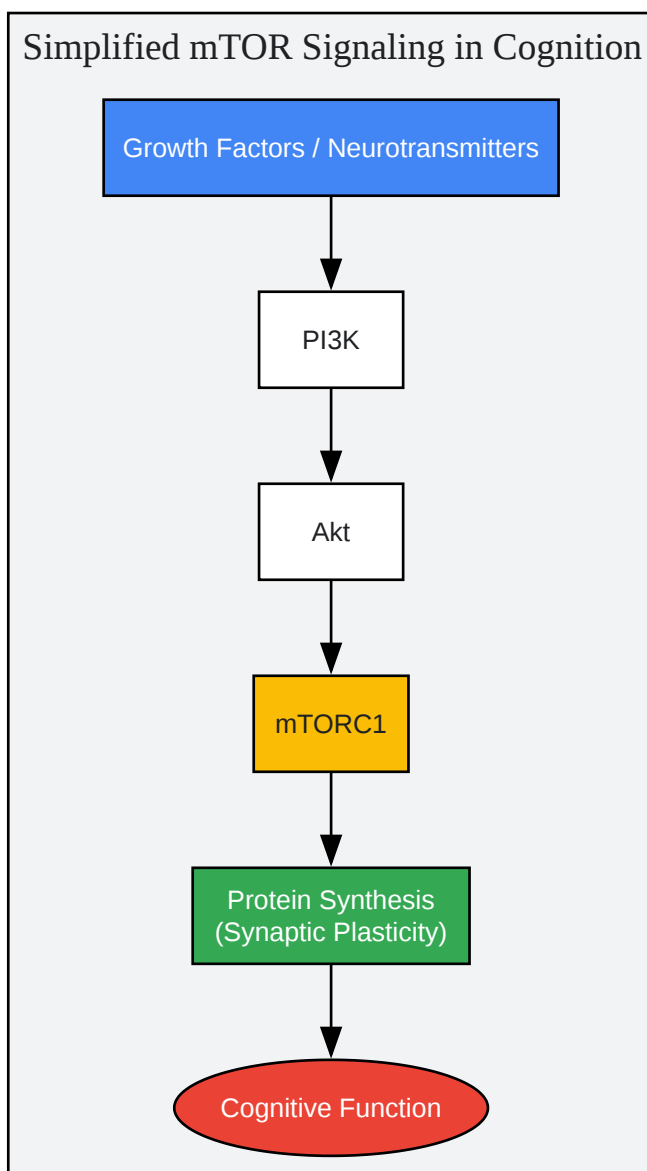 Simplified mTOR Signaling in Cognition
Growth Factors / Neurotransmitters
PI3K
Akt
mTORC1
Protein Synthesis
(Synaptic Plasticity)
Cognitive Function